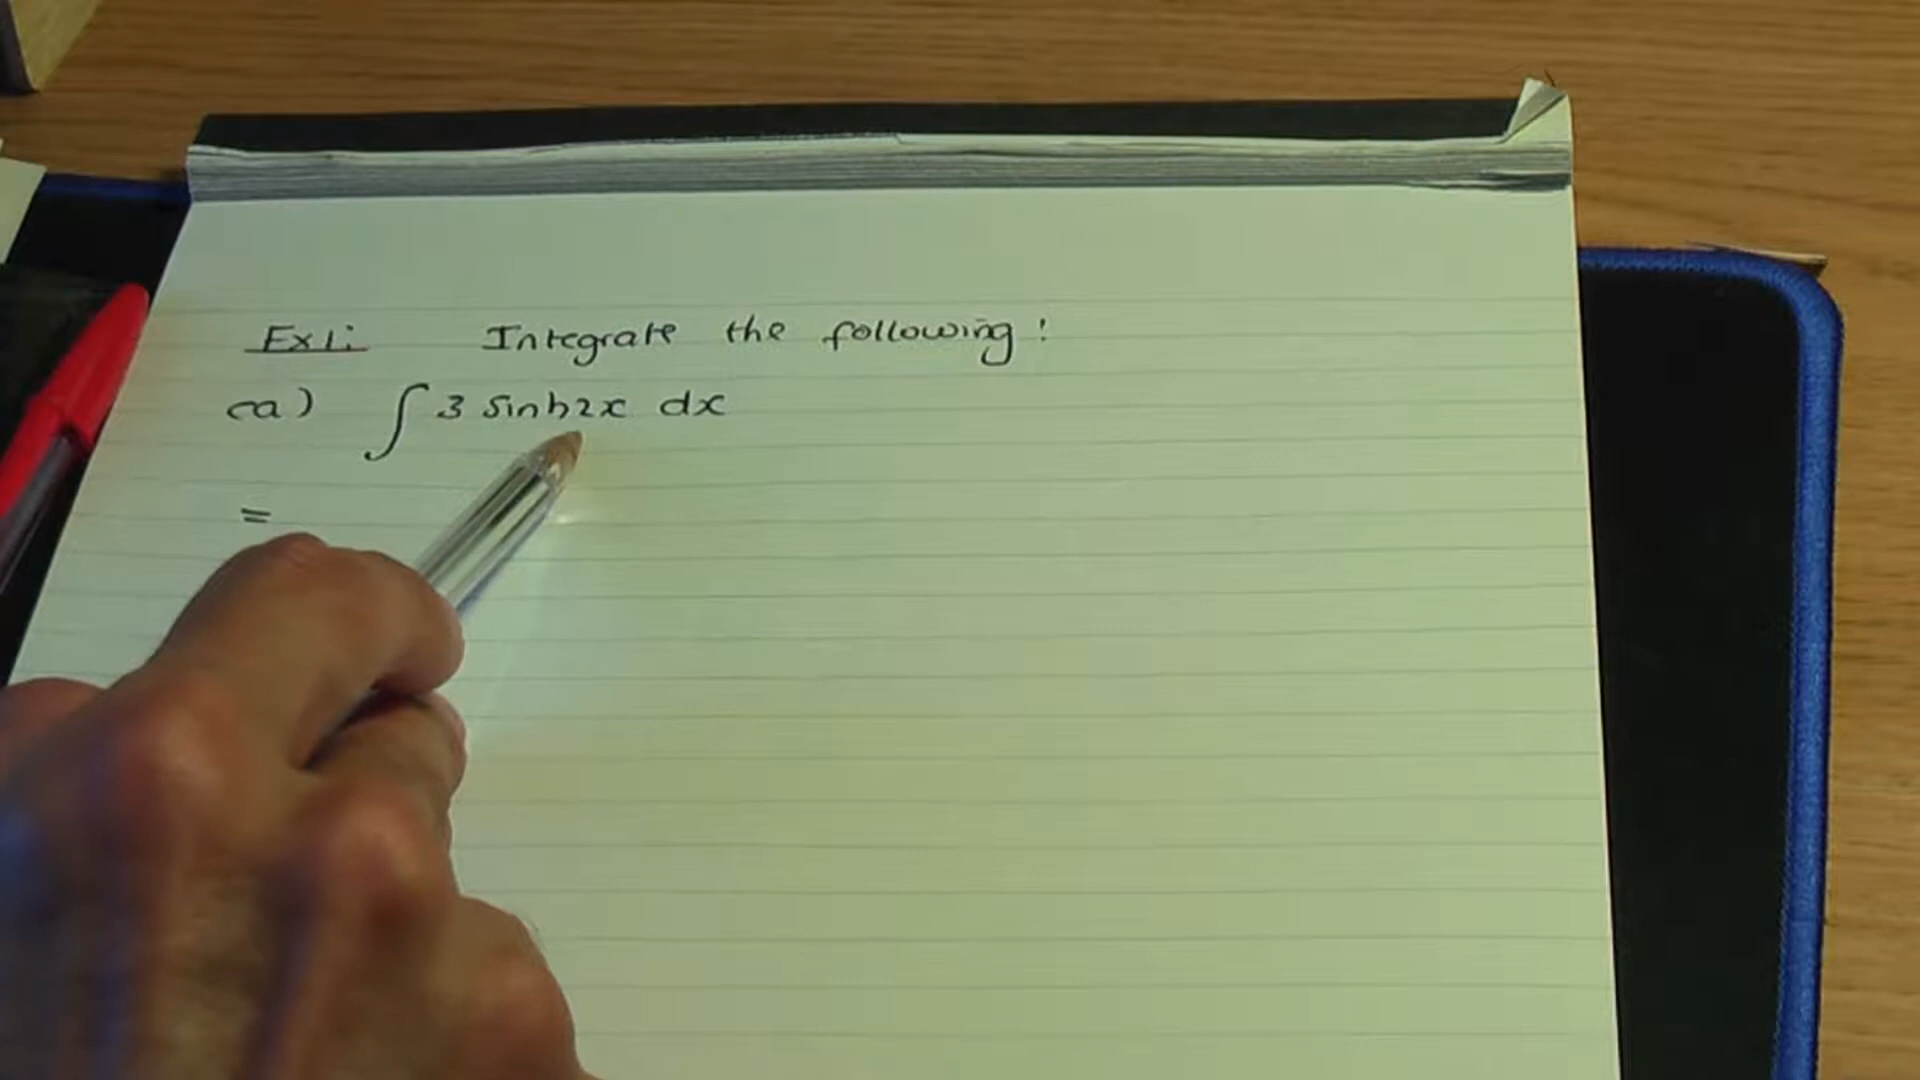 Ex1: Integrate the following:
(a) ∫ 3 sinh2x dx
=